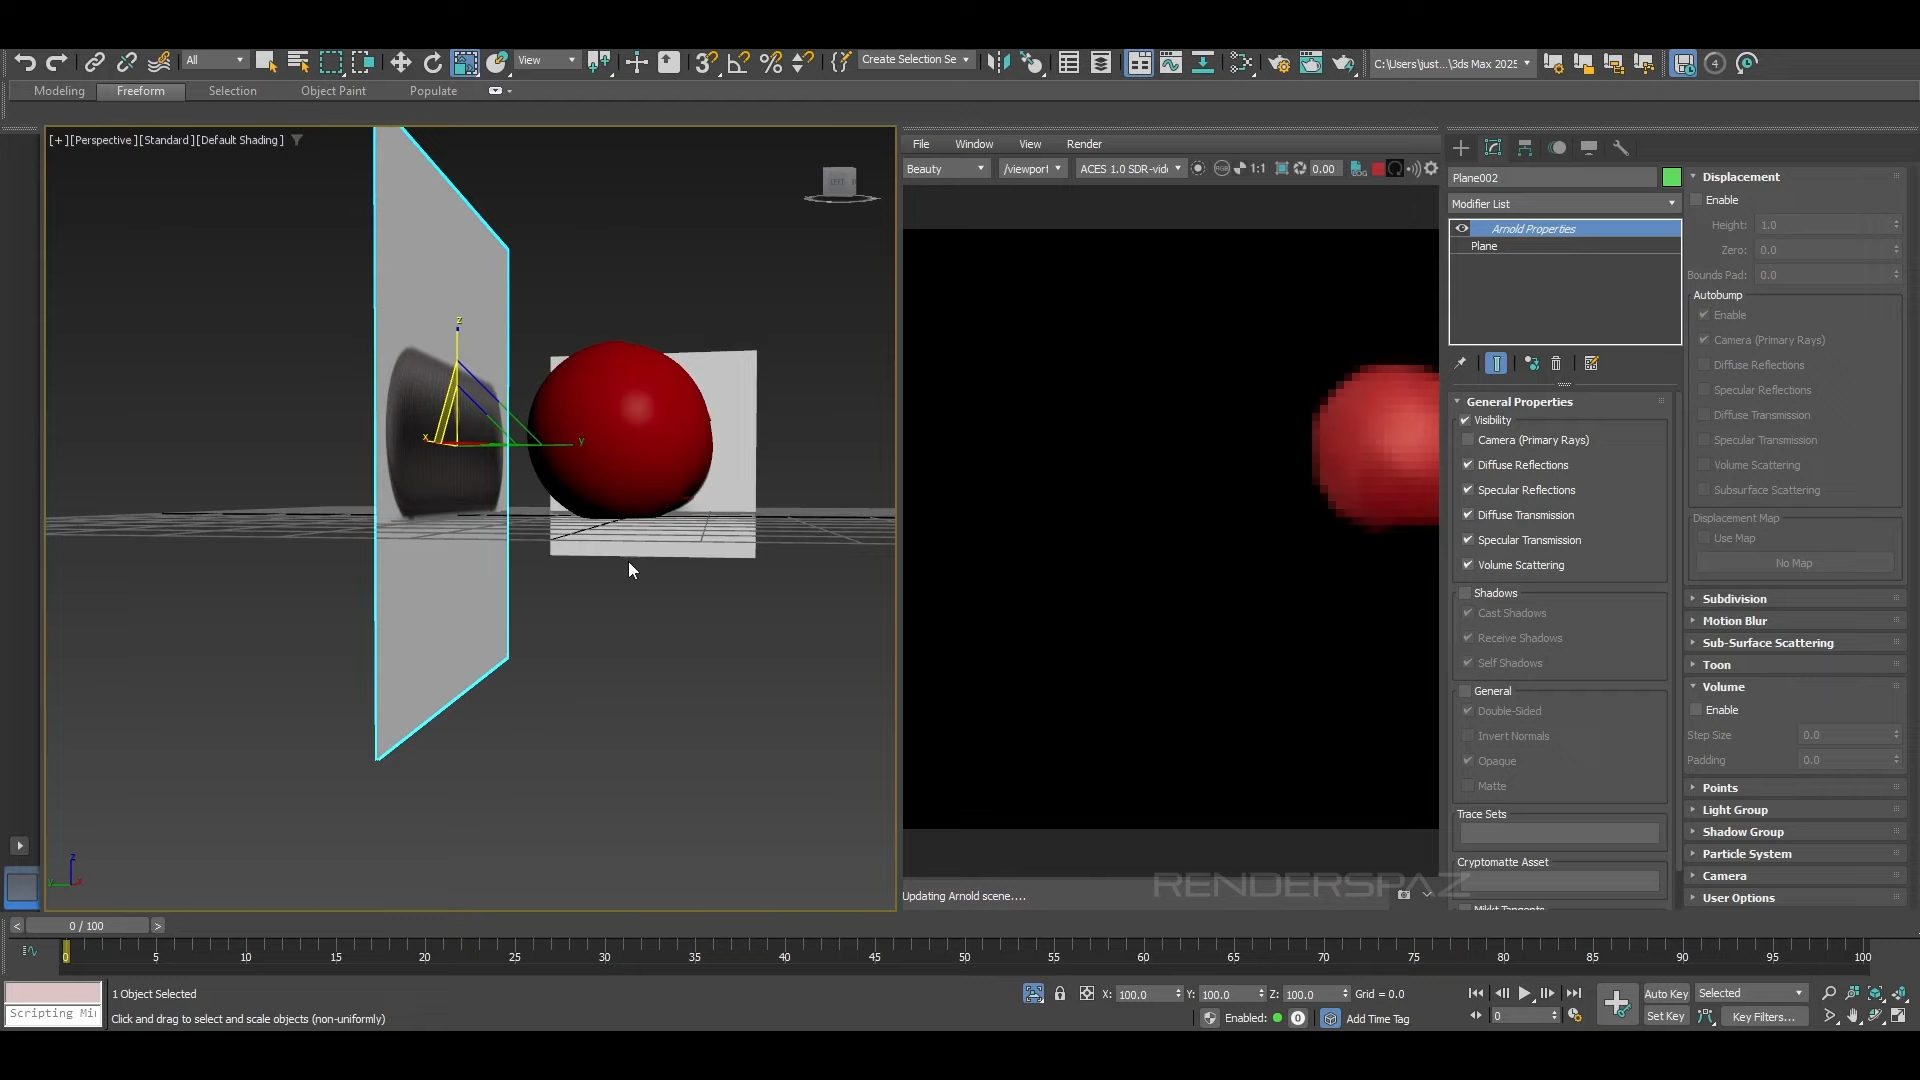 All
View
Create Selection Se
C:\Users\just...\3ds Max 2025
4
Modeling
Freeform
Selection
Object Paint
Populate
[+][Perspective][Standard][Default Shading]
LEFT
File
Window
View
Render
Beauty
/viewport
ACES 1.0 SDR-vide
RGB
1:1
0.00
LOG
Plane002
Modifier List
Arnold Properties
Plane
General Properties
Visibility
Camera (Primary Rays)
Diffuse Reflections
Specular Reflections
Diffuse Transmission
Specular Transmission
Volume Scattering
Shadows
Cast Shadows
Receive Shadows
Self Shadows
General
Double-Sided
Invert Normals
Opaque
Matte
Trace Sets
Cryptomatte Asset
Mikkt Tangents
Displacement
Enable
Height: 1.0
Zero: 0.0
Bounds Pad: 0.0
Autobump
Enable
Camera (Primary Rays)
Diffuse Reflections
Specular Reflections
Diffuse Transmission
Specular Transmission
Volume Scattering
Subsurface Scattering
Displacement Map
Use Map
No Map
Subdivision
Motion Blur
Sub-Surface Scattering
Toon
Volume
Enable
Step Size 0.0
Padding 0.0
Points
Light Group
Shadow Group
Particle System
Camera
User Options
z
x
y
z
y
x
RENDERSPAZ
Updating Arnold scene....
< 0 / 100 >
0 5 10 15 20 25 30 35 40 45 50 55 60 65 70 75 80 85 90 95 100
1 Object Selected
X: 100.0 Y: 100.0 Z: 100.0 Grid = 0.0
Auto Key
Selected
Scripting Mi
Click and drag to select and scale objects (non-uniformly)
Enabled:
0
Add Time Tag
0
Set Key
Key Filters...